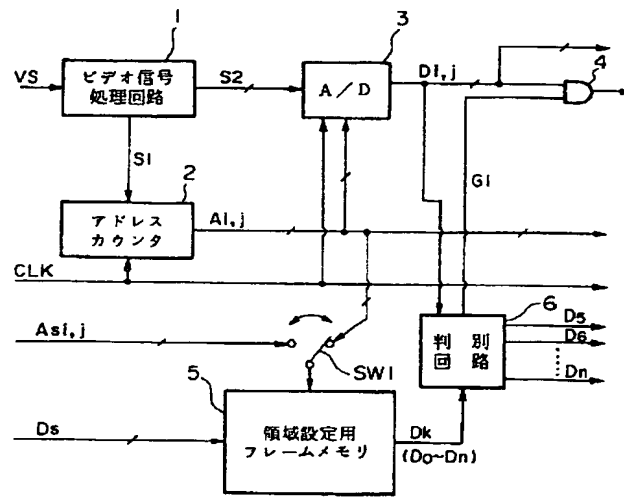 1
VS
ビデオ信号
処理回路
S2
3
A/D
Di,j
4
S1
G1
2
アドレス
カウンタ
Ai,j
CLK
6
Asi,j
判別
回路
D5
D6
Dn
SW1
5
Ds
領域設定用
フレームメモリ
Dk
(D0~Dn)